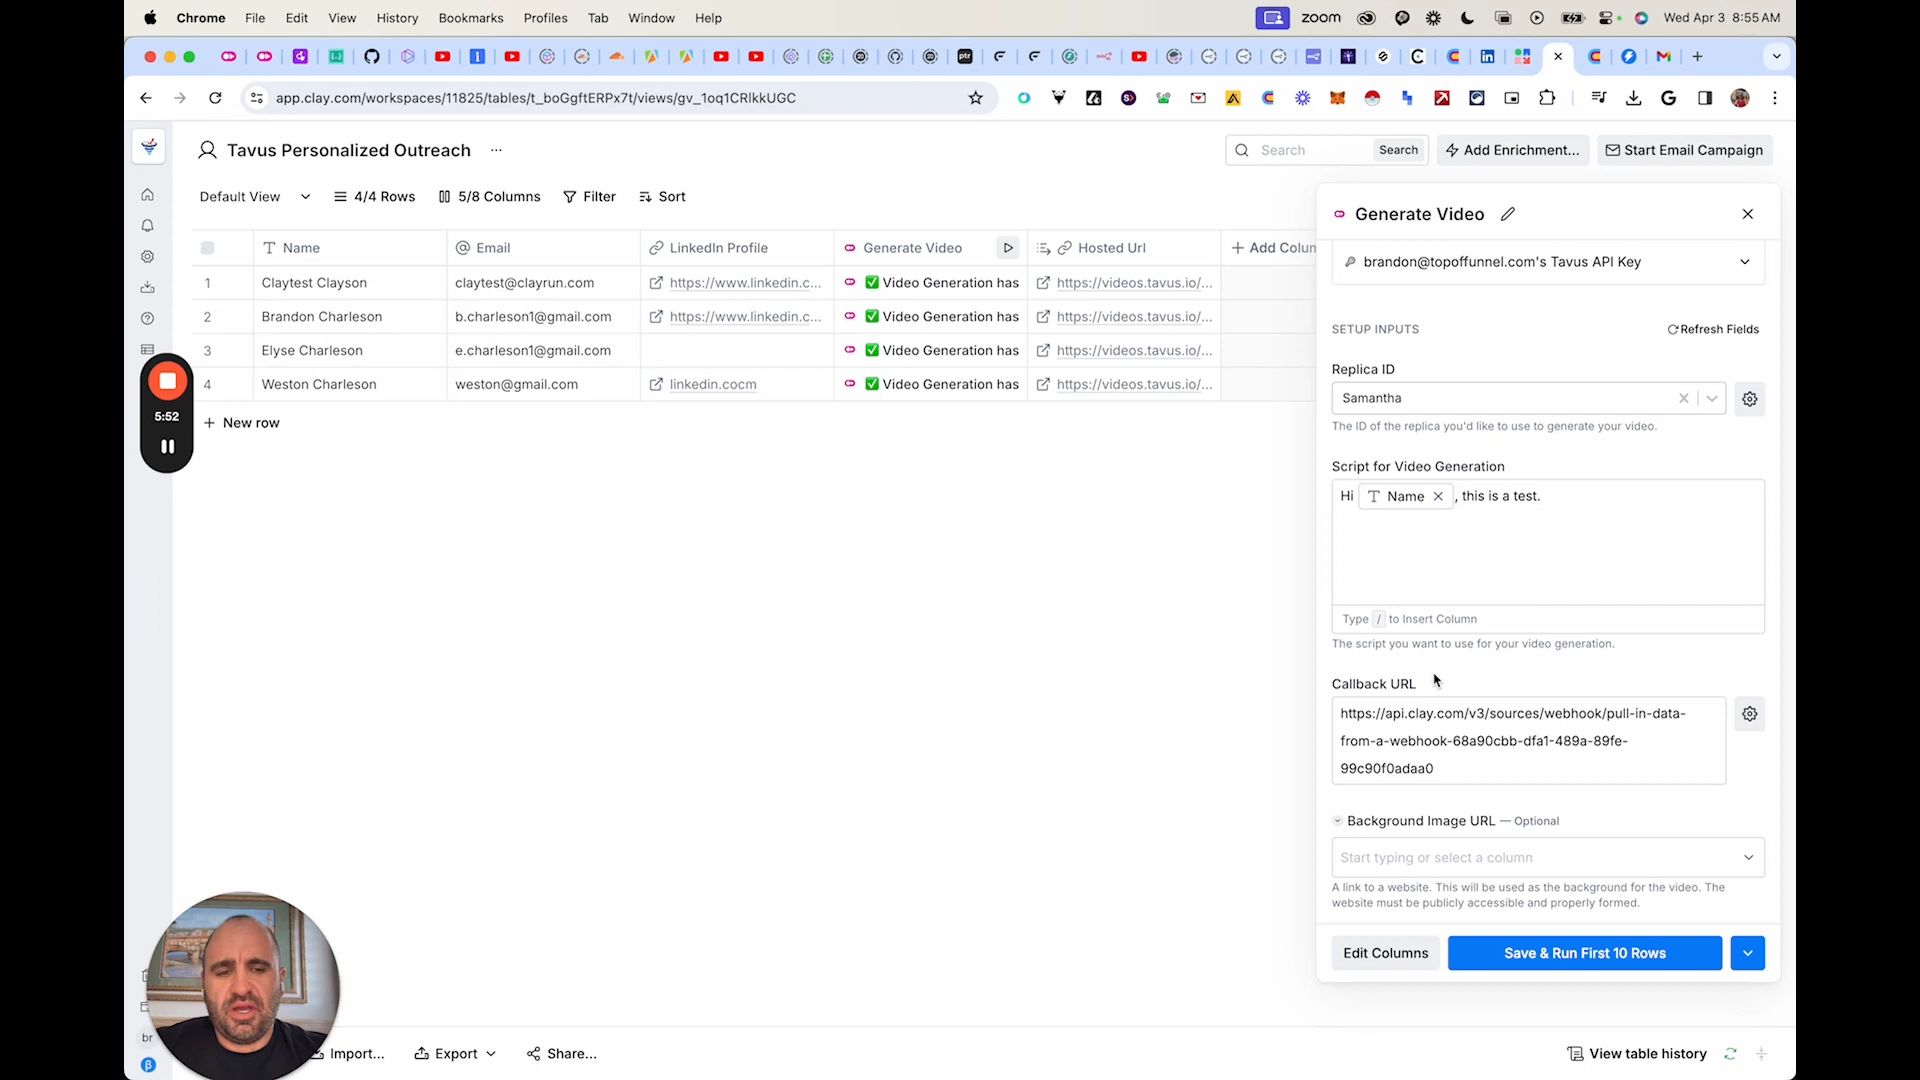 Chrome File Edit View History Bookmarks Profiles Tab Window Help zoom Wed Apr 3 8:55 AM
app.clay.com/workspaces/11825/tables/t_boGgftERPx7t/views/gv_1oq1CRlkkUGC
Tavus Personalized Outreach ...
Search Search Add Enrichment... Start Email Campaign
Default View 4/4 Rows 5/8 Columns Filter Sort
Name Email LinkedIn Profile Generate Video Hosted Url + Add Colum
1 Claytest Clayson claytest@clayrun.com https://www.linkedin.c... Video Generation has https://videos.tavus.io/...
2 Brandon Charleson b.charleson1@gmail.com https://www.linkedin.c... Video Generation has https://videos.tavus.io/...
3 Elyse Charleson e.charleson1@gmail.com Video Generation has https://videos.tavus.io/...
4 Weston Charleson weston@gmail.com linkedin.cocm Video Generation has https://videos.tavus.io/...
+ New row
5:52
Generate Video
brandon@topoffunnel.com's Tavus API Key
SETUP INPUTS Refresh Fields
Replica ID
Samantha
The ID of the replica you'd like to use to generate your video.
Script for Video Generation
Hi Name , this is a test.
Type / to Insert Column
The script you want to use for your video generation.
Callback URL
https://api.clay.com/v3/sources/webhook/pull-in-data-
from-a-webhook-68a90cbb-dfa1-489a-89fe-
99c90f0adaa0
Background Image URL — Optional
Start typing or select a column
A link to a website. This will be used as the background for the video. The
website must be publicly accessible and properly formed.
Edit Columns Save & Run First 10 Rows
br
Import... Export Share... View table history